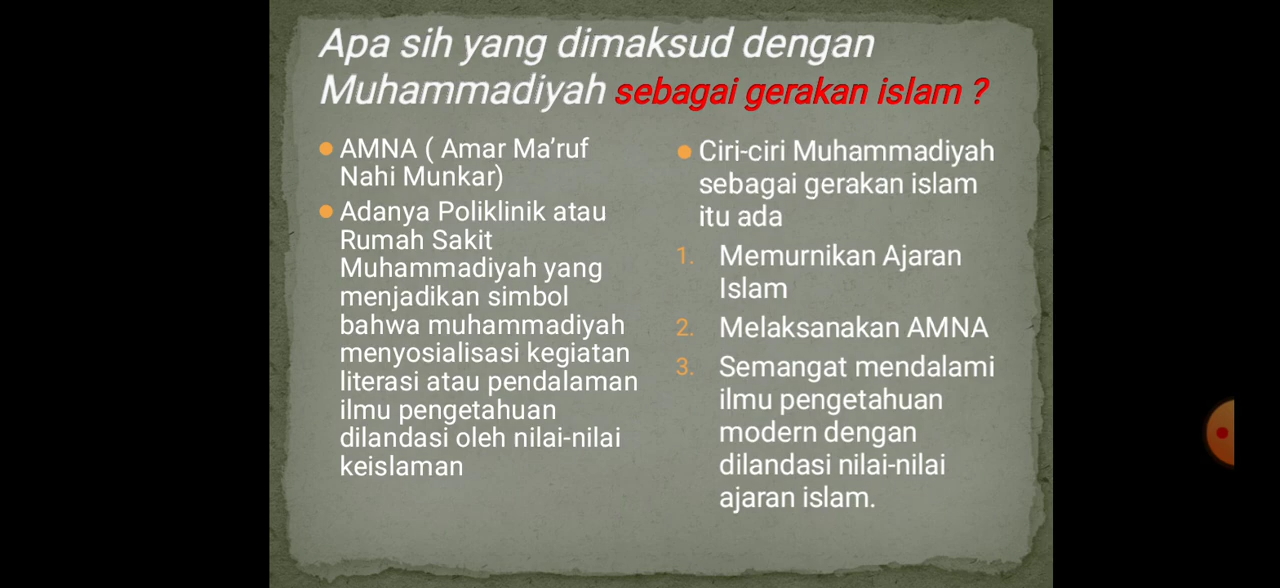 Apa sih yang dimaksud dengan
Muhammadiyah sebagai gerakan islam ?
● AMNA ( Amar Ma’ruf
Nahi Munkar)
● Adanya Poliklinik atau
Rumah Sakit
Muhammadiyah yang
menjadikan simbol
bahwa muhammadiyah
menyosialisasi kegiatan
literasi atau pendalaman
ilmu pengetahuan
dilandasi oleh nilai-nilai
keislaman
● Ciri-ciri Muhammadiyah
sebagai gerakan islam
itu ada
1. Memurnikan Ajaran
Islam
2. Melaksanakan AMNA
3. Semangat mendalami
ilmu pengetahuan
modern dengan
dilandasi nilai-nilai
ajaran islam.